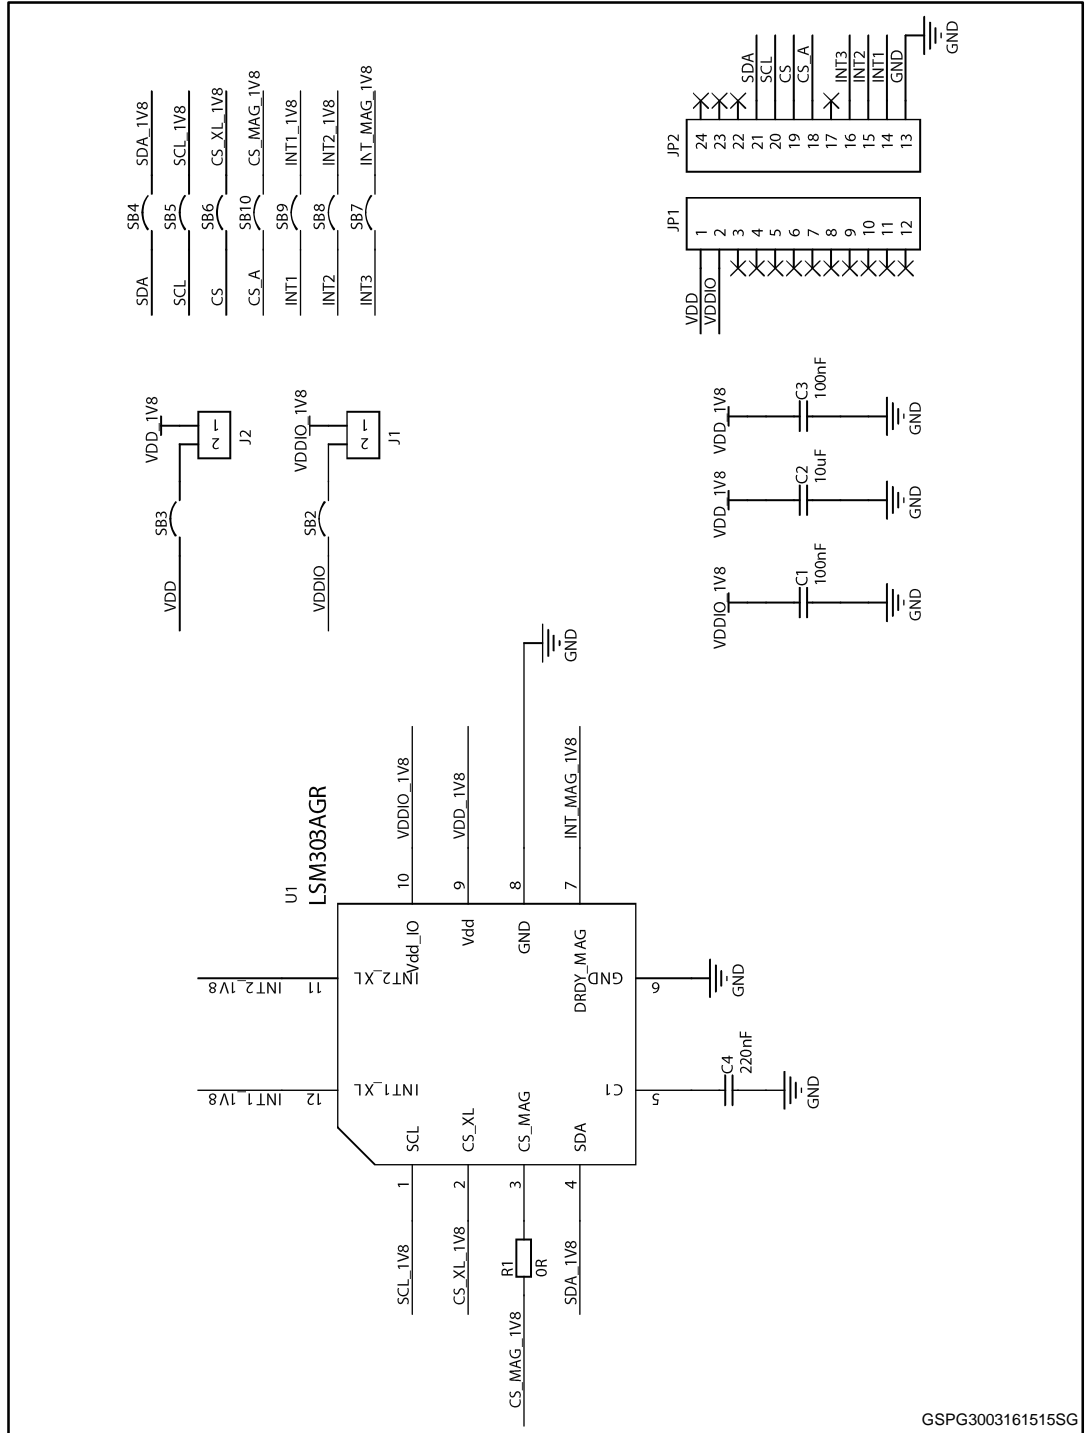 SDA SB4 SDA_1V8
SCL SB5 SCL_1V8
CS SB6 CS_XL_1V8
CS_A SB10 CS_MAG_1V8
INT1 SB9 INT1_1V8
INT2 SB8 INT2_1V8
INT3 SB7 INT_MAG_1V8
VDD SB3 VDD_1V8
1
2
J2
VDDIO SB2 VDDIO_1V8
1
2
J1
JP2
24
23
22
21 SDA
20 SCL
19 CS
18 CS_A
17
16 INT3
15 INT2
14 INT1
13 GND
GND
JP1
VDD 1
VDDIO 2
3
4
5
6
7
8
9
10
11
12
VDDIO_1V8
C1
100nF
GND
VDD_1V8
C2
10uF
GND
VDD_1V8
C3
100nF
GND
U1
LSM303AGR
SCL_1V8 1 SCL
CS_XL_1V8 2 CS_XL
CS_MAG_1V8 R1 0R 3 CS_MAG
SDA_1V8 4 SDA
Vdd_IO 10 VDDIO_1V8
Vdd 9 VDD_1V8
GND 8 GND
DRDY_MAG 7 INT_MAG_1V8
INT1_1V8 12 INT1_XL
INT2_1V8 11 INT2_XL
C1 5
C4
220nF
GND
GND 6
GND
GSPG3003161515SG